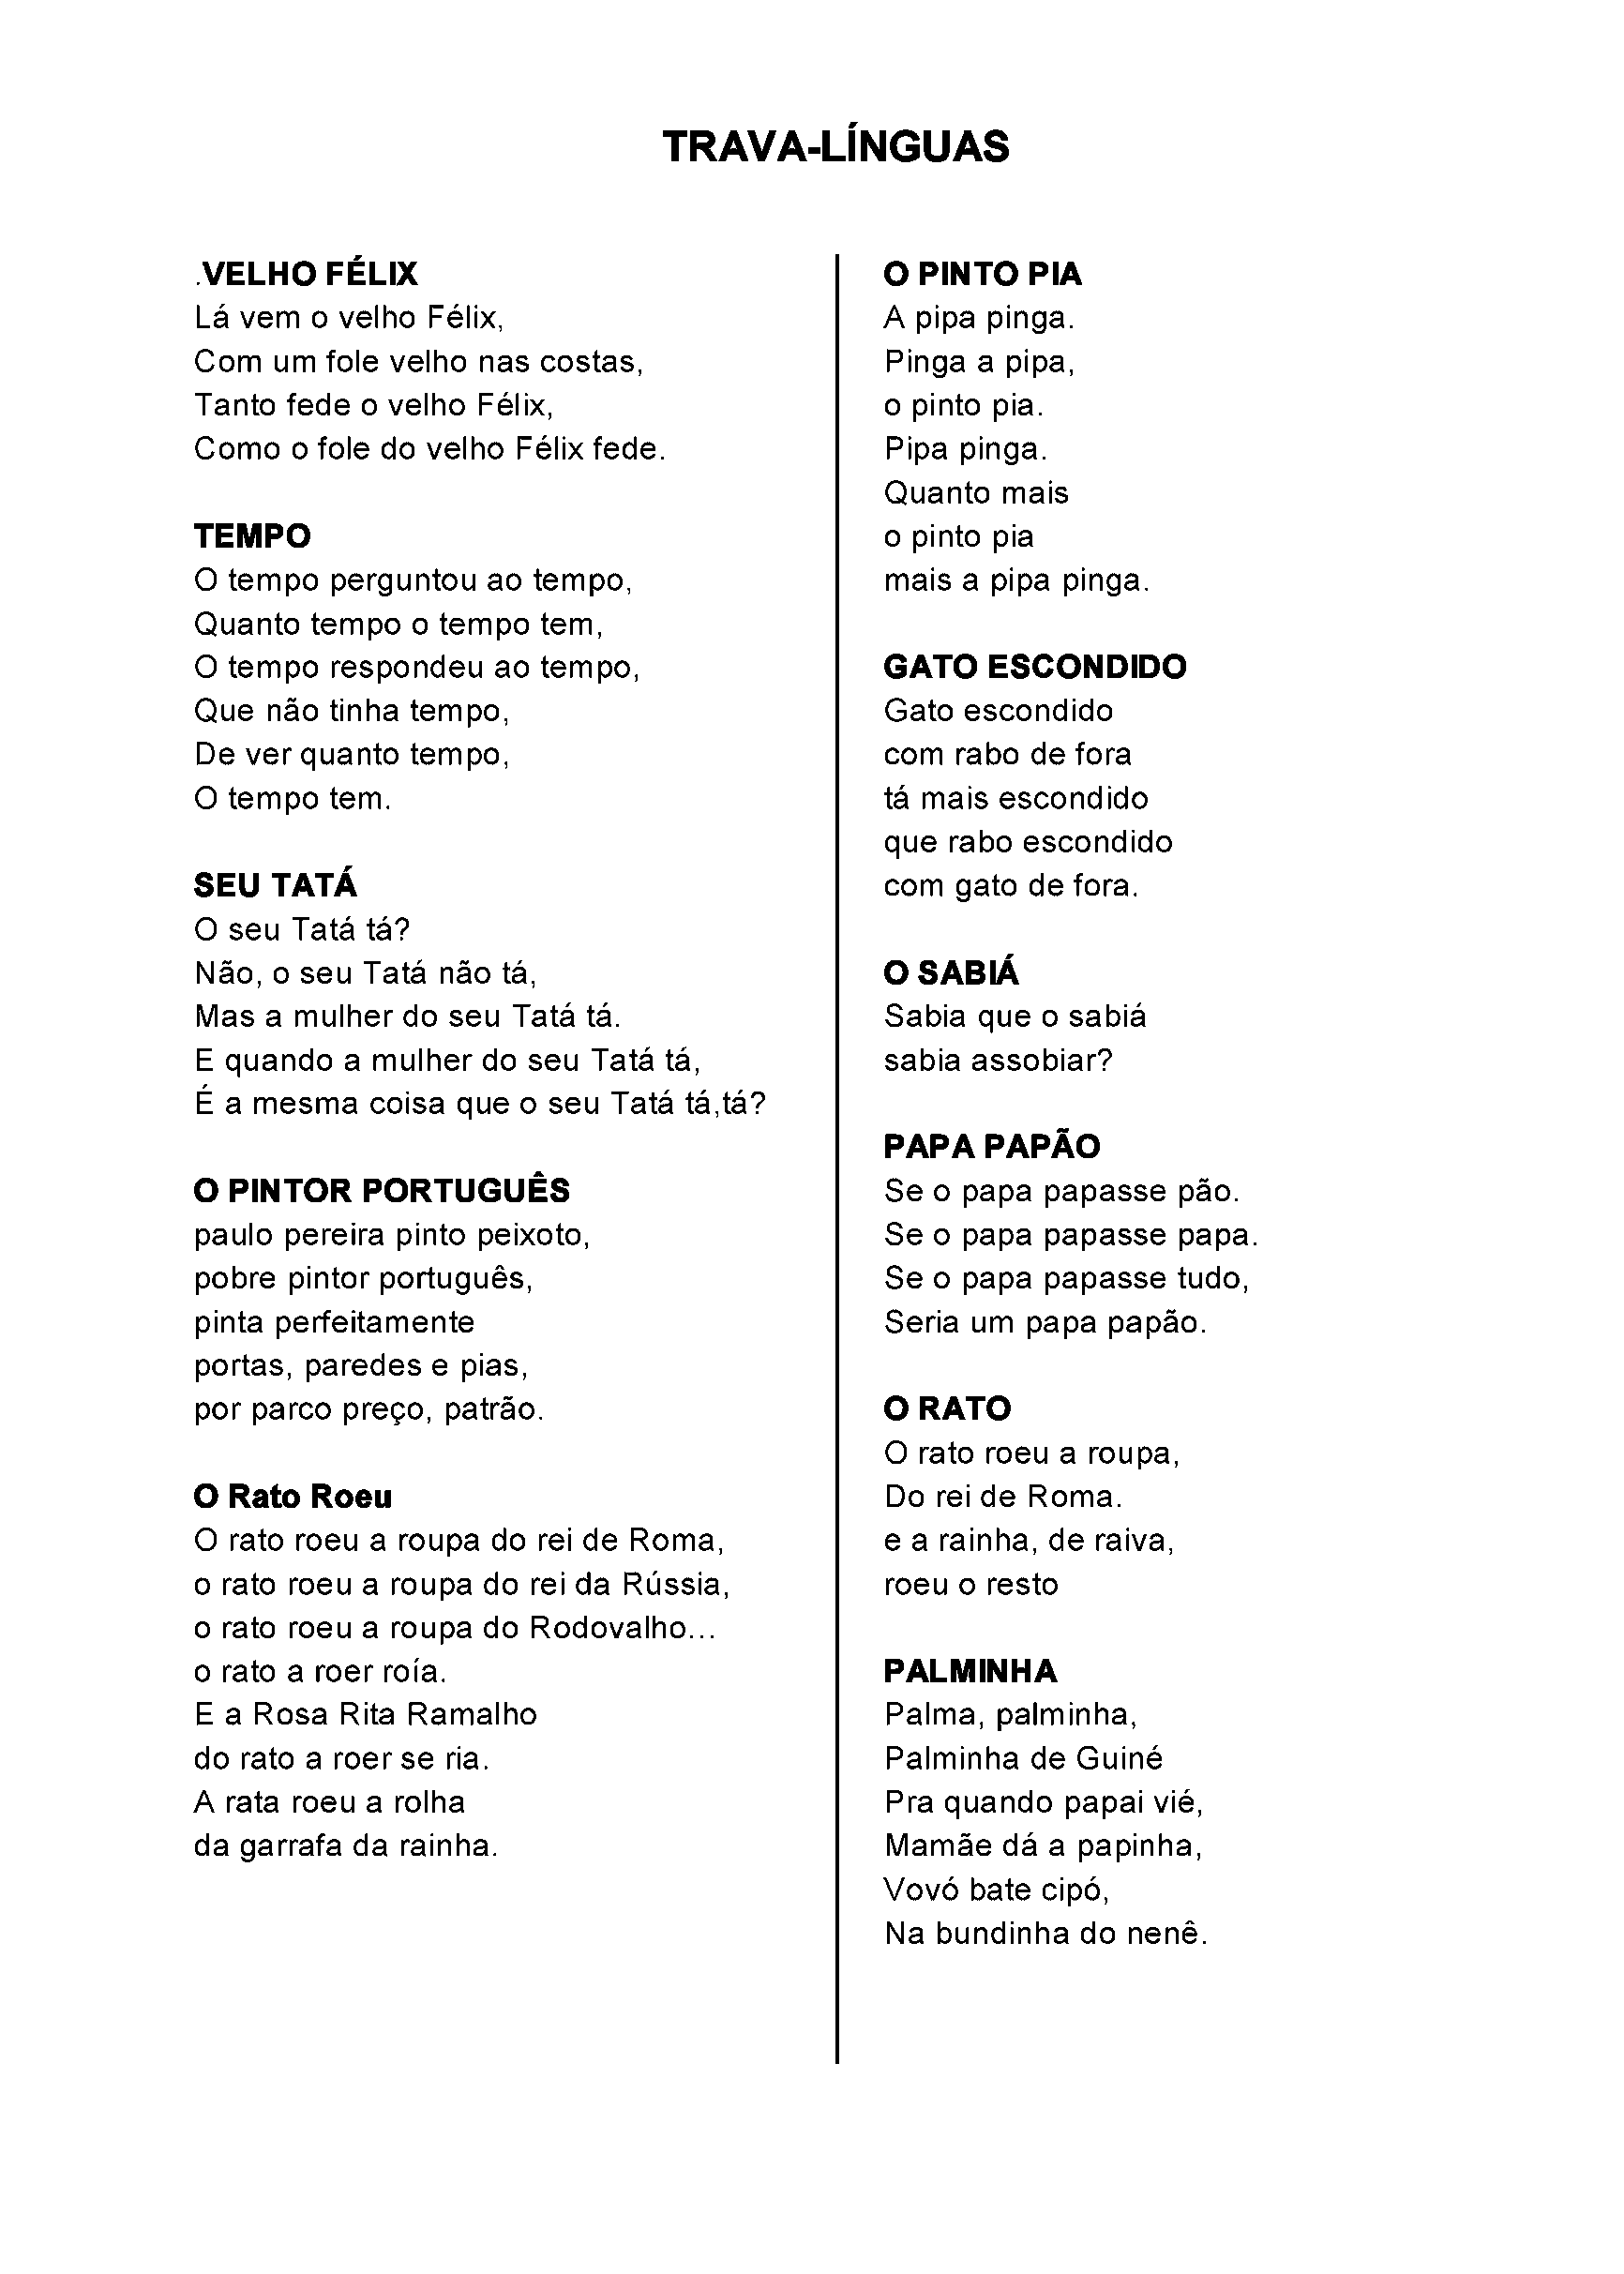 TRAVA-LÍNGUAS
.VELHO FÉLIX
Lá vem o velho Félix,
Com um fole velho nas costas,
Tanto fede o velho Félix,
Como o fole do velho Félix fede.
TEMPO
O tempo perguntou ao tempo,
Quanto tempo o tempo tem,
O tempo respondeu ao tempo,
Que não tinha tempo,
De ver quanto tempo,
O tempo tem.
SEU TATÁ
O seu Tatá tá?
Não, o seu Tatá não tá,
Mas a mulher do seu Tatá tá.
E quando a mulher do seu Tatá tá,
É a mesma coisa que o seu Tatá tá,tá?
O PINTOR PORTUGUÊS
paulo pereira pinto peixoto,
pobre pintor português,
pinta perfeitamente
portas, paredes e pias,
por parco preço, patrão.
O Rato Roeu
O rato roeu a roupa do rei de Roma,
o rato roeu a roupa do rei da Rússia,
o rato roeu a roupa do Rodovalho...
o rato a roer roía.
E a Rosa Rita Ramalho
do rato a roer se ria.
A rata roeu a rolha
da garrafa da rainha.
O PINTO PIA
A pipa pinga.
Pinga a pipa,
o pinto pia.
Pipa pinga.
Quanto mais
o pinto pia
mais a pipa pinga.
GATO ESCONDIDO
Gato escondido
com rabo de fora
tá mais escondido
que rabo escondido
com gato de fora.
O SABIÁ
Sabia que o sabiá
sabia assobiar?
PAPA PAPÃO
Se o papa papasse pão.
Se o papa papasse papa.
Se o papa papasse tudo,
Seria um papa papão.
O RATO
O rato roeu a roupa,
Do rei de Roma.
e a rainha, de raiva,
roeu o resto
PALMINHA
Palma, palminha,
Palminha de Guiné
Pra quando papai vié,
Mamãe dá a papinha,
Vovó bate cipó,
Na bundinha do nenê.